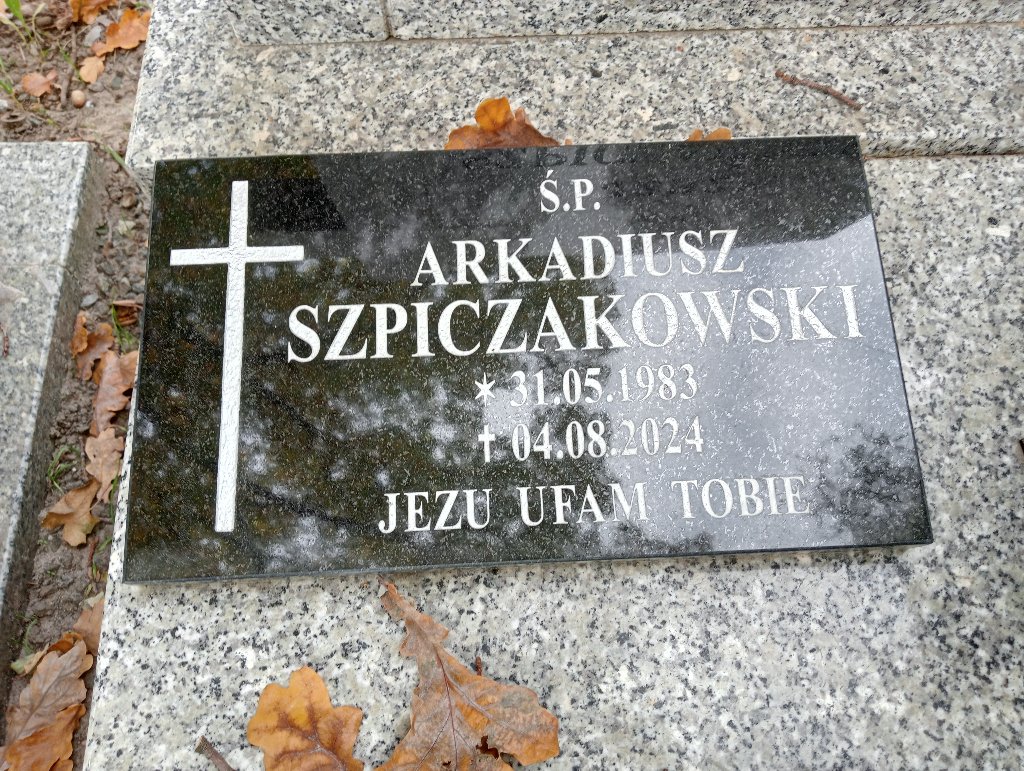 Ś.P.
ARKADIUSZ
SZPICZAKOWSKI
✶ 31.05.1983
✝ 04.08.2024
JEZU UFAM TOBIE